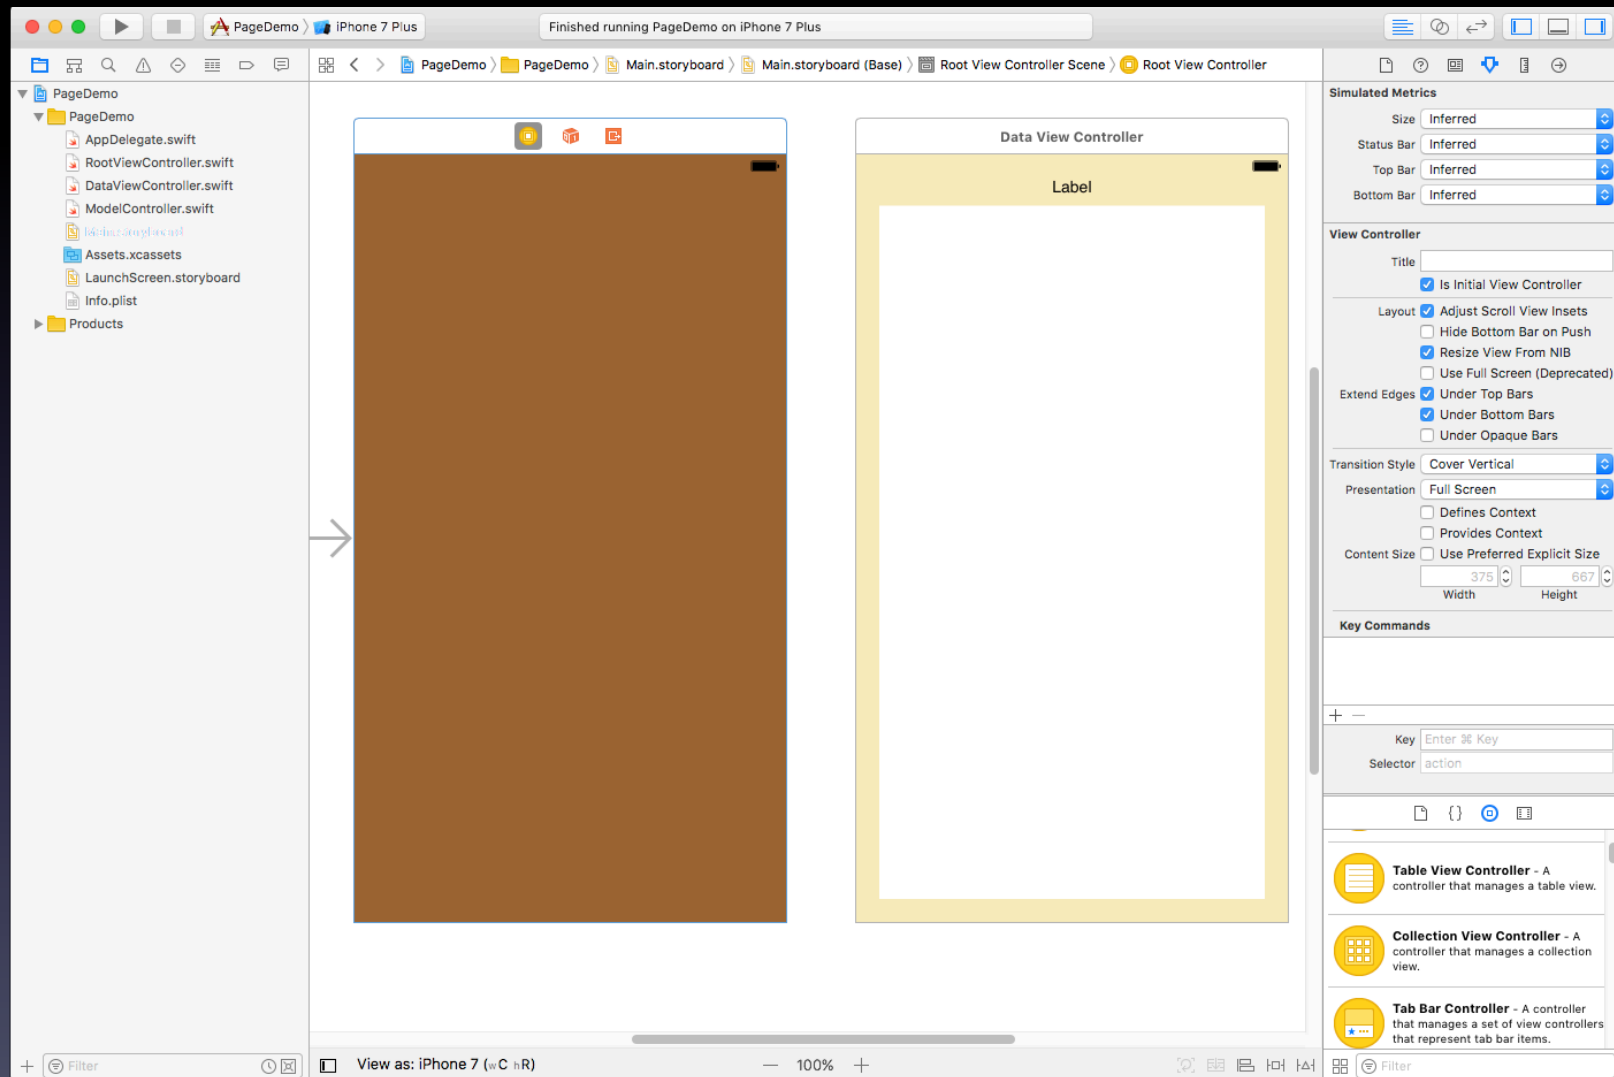 PageDemo 〉 iPhone 7 Plus
Finished running PageDemo on iPhone 7 Plus
PageDemo 〉 PageDemo 〉 Main.storyboard 〉 Main.storyboard (Base) 〉 Root View Controller Scene 〉 Root View Controller
PageDemo
PageDemo
AppDelegate.swift
RootViewController.swift
DataViewController.swift
ModelController.swift
Main.storyboard
Assets.xcassets
LaunchScreen.storyboard
Info.plist
Products
Filter
Data View Controller
Label
View as: iPhone 7 (wC hR)
100%
Simulated Metrics
Size Inferred
Status Bar Inferred
Top Bar Inferred
Bottom Bar Inferred
View Controller
Title
Is Initial View Controller
Layout Adjust Scroll View Insets
Hide Bottom Bar on Push
Resize View From NIB
Use Full Screen (Deprecated)
Extend Edges Under Top Bars
Under Bottom Bars
Under Opaque Bars
Transition Style Cover Vertical
Presentation Full Screen
Defines Context
Provides Context
Content Size Use Preferred Explicit Size
375 667
Width Height
Key Commands
Key Enter ⌘ Key
Selector action
Table View Controller - A
controller that manages a table view.
Collection View Controller - A
controller that manages a collection
view.
Tab Bar Controller - A controller
that manages a set of view controllers
that represent tab bar items.
Filter